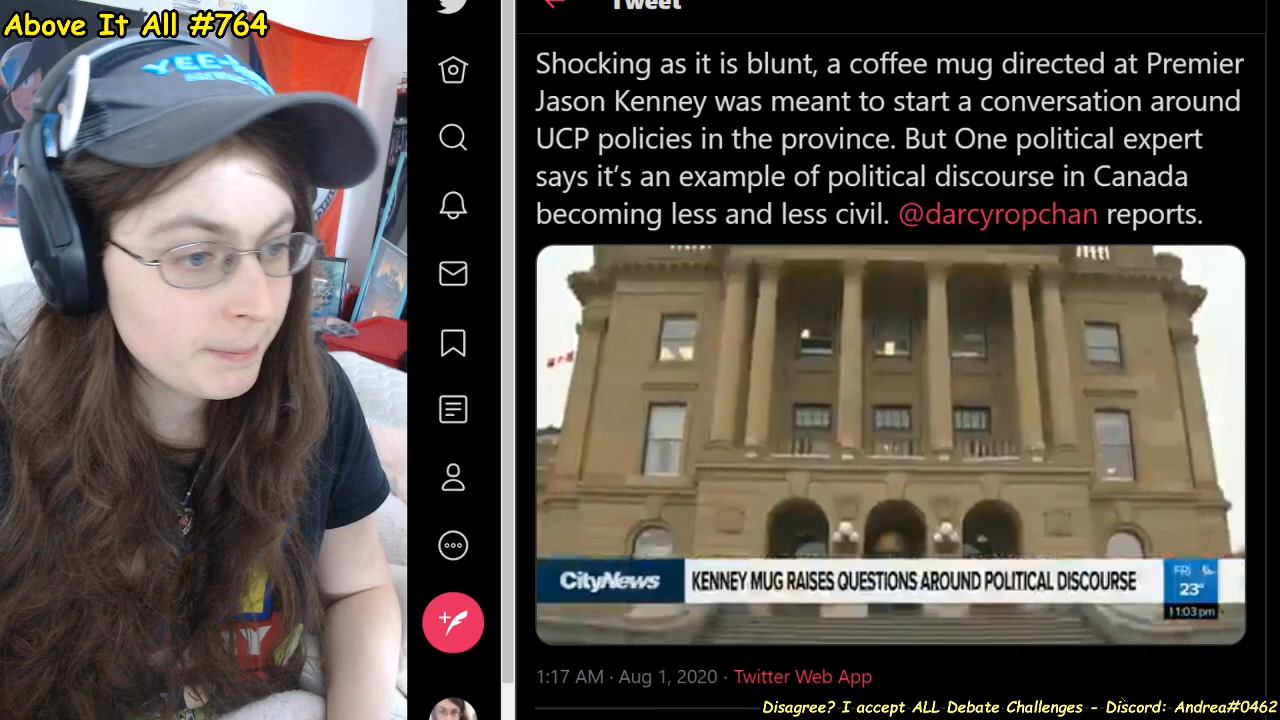 Above It All #764
YEE-
Tweet
Shocking as it is blunt, a coffee mug directed at Premier
Jason Kenney was meant to start a conversation around
UCP policies in the province. But One political expert
says it’s an example of political discourse in Canada
becoming less and less civil. @darcyropchan reports.
CityNews
KENNEY MUG RAISES QUESTIONS AROUND POLITICAL DISCOURSE
FRI
23°
11:03 pm
1:17 AM · Aug 1, 2020 · Twitter Web App
Disagree? I accept ALL Debate Challenges - Discord: Andrea#0462